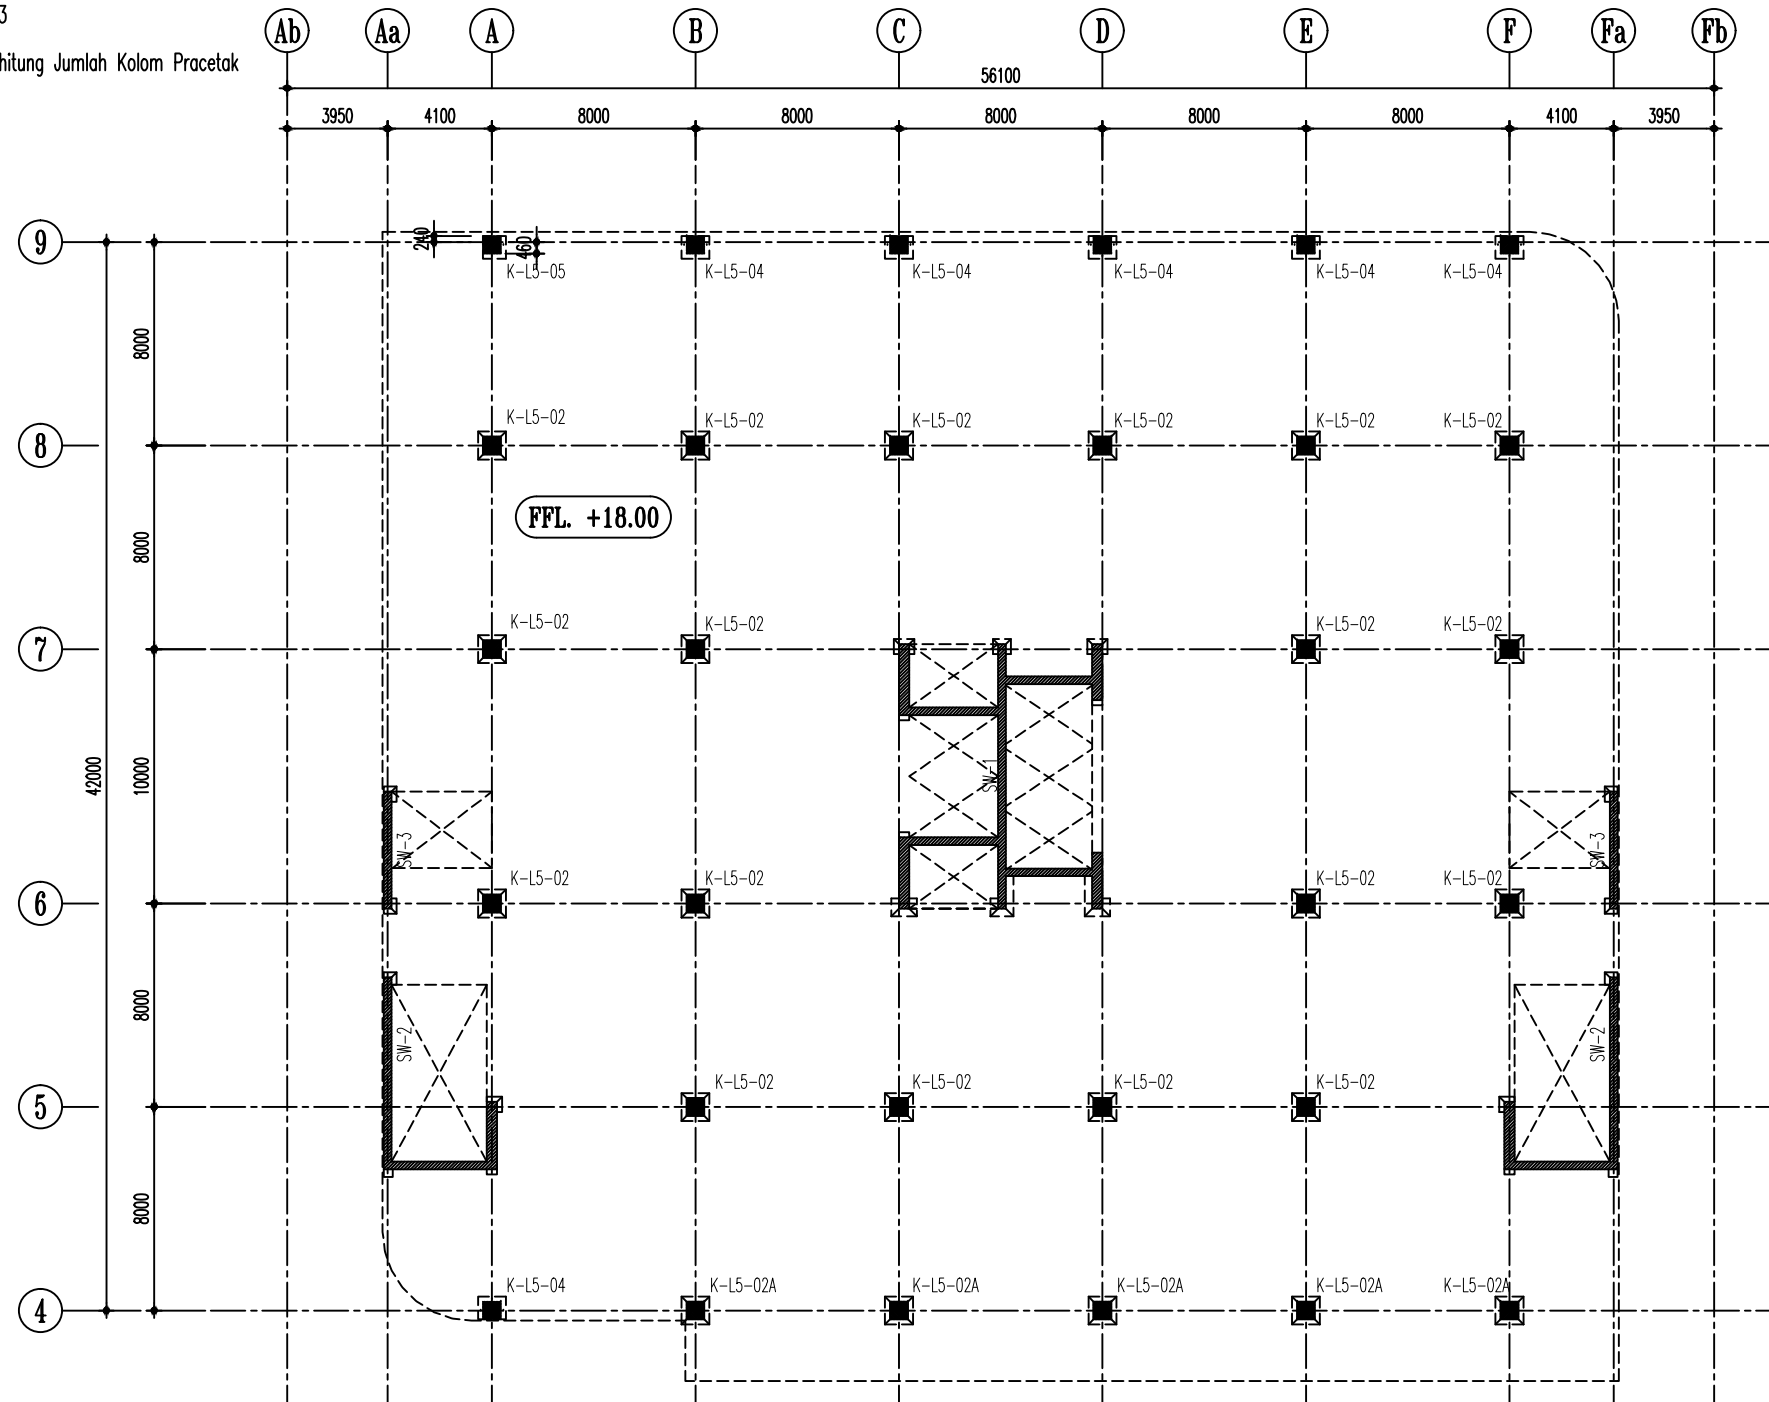 3
Ab Aa A B C D E F Fa Fb
hitung Jumlah Kolom Pracetak
56100
3950 4100 8000 8000 8000 8000 8000 4100 3950
9
240
460
K-L5-05 K-L5-04 K-L5-04 K-L5-04 K-L5-04 K-L5-04
8000
K-L5-02 K-L5-02 K-L5-02 K-L5-02 K-L5-02 K-L5-02
8
FFL. +18.00
8000
K-L5-02 K-L5-02 K-L5-02 K-L5-02
7
42000
10000
SW-1
SW-3 SW-3
K-L5-02 K-L5-02 K-L5-02 K-L5-02
6
8000
SW-2 SW-2
K-L5-02 K-L5-02 K-L5-02 K-L5-02
5
8000
K-L5-04 K-L5-02A K-L5-02A K-L5-02A K-L5-02A K-L5-02A
4